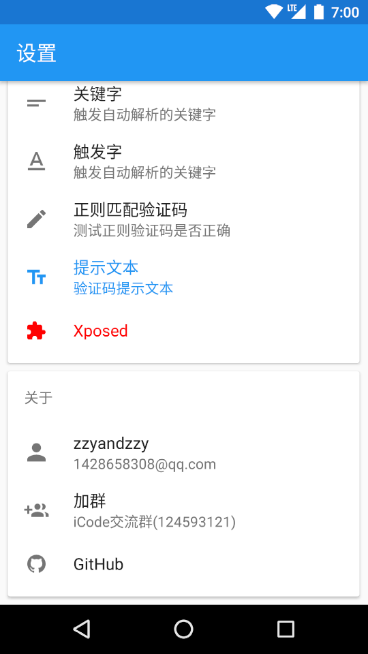 LTE 7:00
设置
关键字
触发自动解析的关键字
触发字
触发自动解析的关键字
正则匹配验证码
测试正则验证码是否正确
提示文本
验证码提示文本
Xposed
关于
zzyandzzy
1428658308@qq.com
加群
iCode交流群(124593121)
GitHub